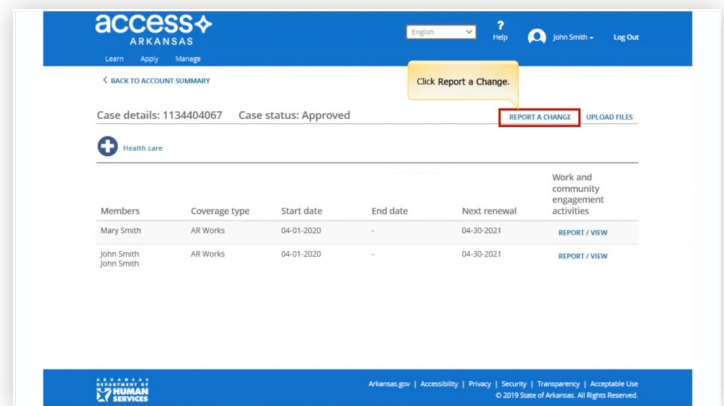 access
ARKANSAS
English
?
Help
John Smith
Log Out
Learn Apply Manage
< BACK TO ACCOUNT SUMMARY
Click Report a Change.
Case details: 1134404067 Case status: Approved
REPORT A CHANGE UPLOAD FILES
Health care
Members Coverage type Start date End date Next renewal Work and community engagement activities
Mary Smith AR Works 04-01-2020 - 04-30-2021 REPORT / VIEW
John Smith AR Works 04-01-2020 - 04-30-2021 REPORT / VIEW
John Smith
ARKANSAS
DEPARTMENT OF
HUMAN
SERVICES
Arkansas.gov | Accessibility | Privacy | Security | Transparency | Acceptable Use
© 2019 State of Arkansas. All Rights Reserved.